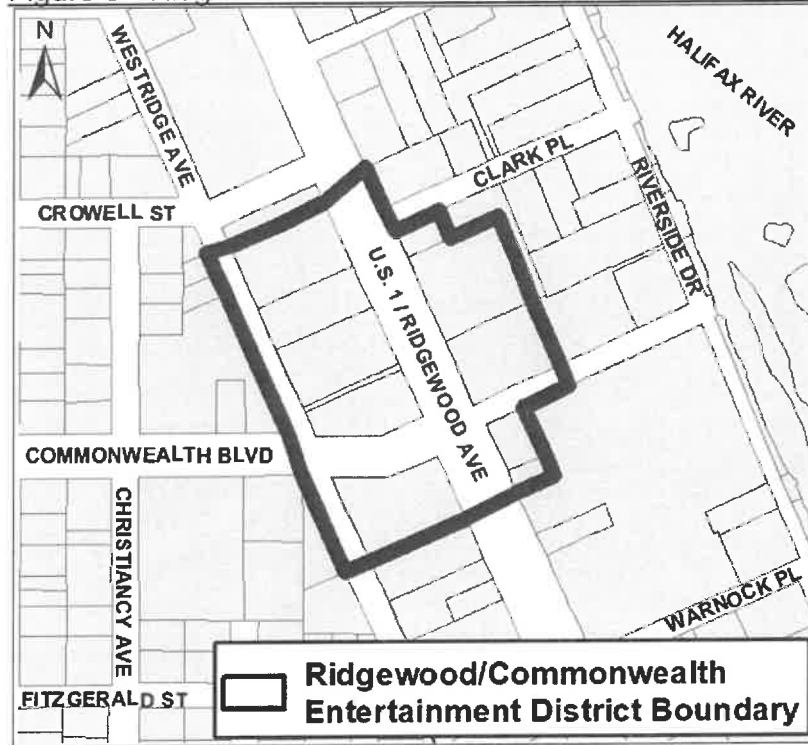 N
WESTRIDGE AVE
HALIFAX RIVER
CLARK PL
RIVERSIDE DR
CROWELL ST
U.S. 1 / RIDGEWOOD AVE
COMMONWEALTH BLVD
CHRISTIANCY AVE
WARNOCK PL
FITZGERALD ST
Ridgewood/Commonwealth
Entertainment District Boundary